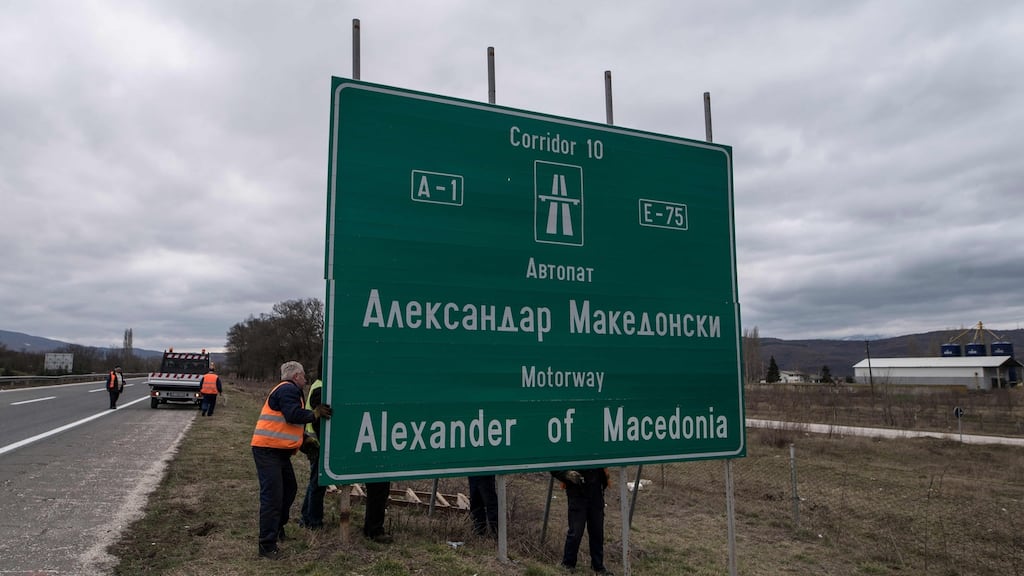 Corridor 10
A-1
E-75
Автопат
Александар Македонски
Motorway
Alexander of Macedonia